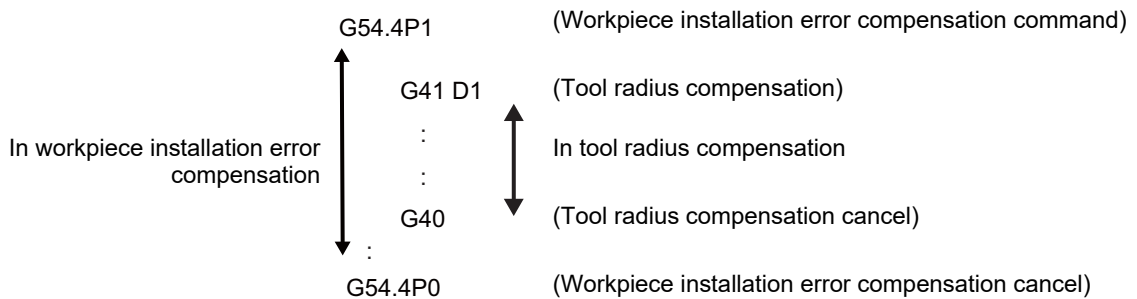 G54.4P1 (Workpiece installation error compensation command)
G41 D1 (Tool radius compensation)
In workpiece installation error
compensation
:
:
In tool radius compensation
G40 (Tool radius compensation cancel)
:
G54.4P0 (Workpiece installation error compensation cancel)